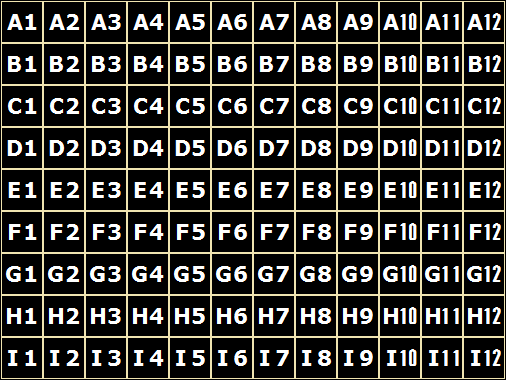 A1 A2 A3 A4 A5 A6 A7 A8 A9 A10 A11 A12
B1 B2 B3 B4 B5 B6 B7 B8 B9 B10 B11 B12
C1 C2 C3 C4 C5 C6 C7 C8 C9 C10 C11 C12
D1 D2 D3 D4 D5 D6 D7 D8 D9 D10 D11 D12
E1 E2 E3 E4 E5 E6 E7 E8 E9 E10 E11 E12
F1 F2 F3 F4 F5 F6 F7 F8 F9 F10 F11 F12
G1 G2 G3 G4 G5 G6 G7 G8 G9 G10 G11 G12
H1 H2 H3 H4 H5 H6 H7 H8 H9 H10 H11 H12
I1 I2 I3 I4 I5 I6 I7 I8 I9 I10 I11 I12